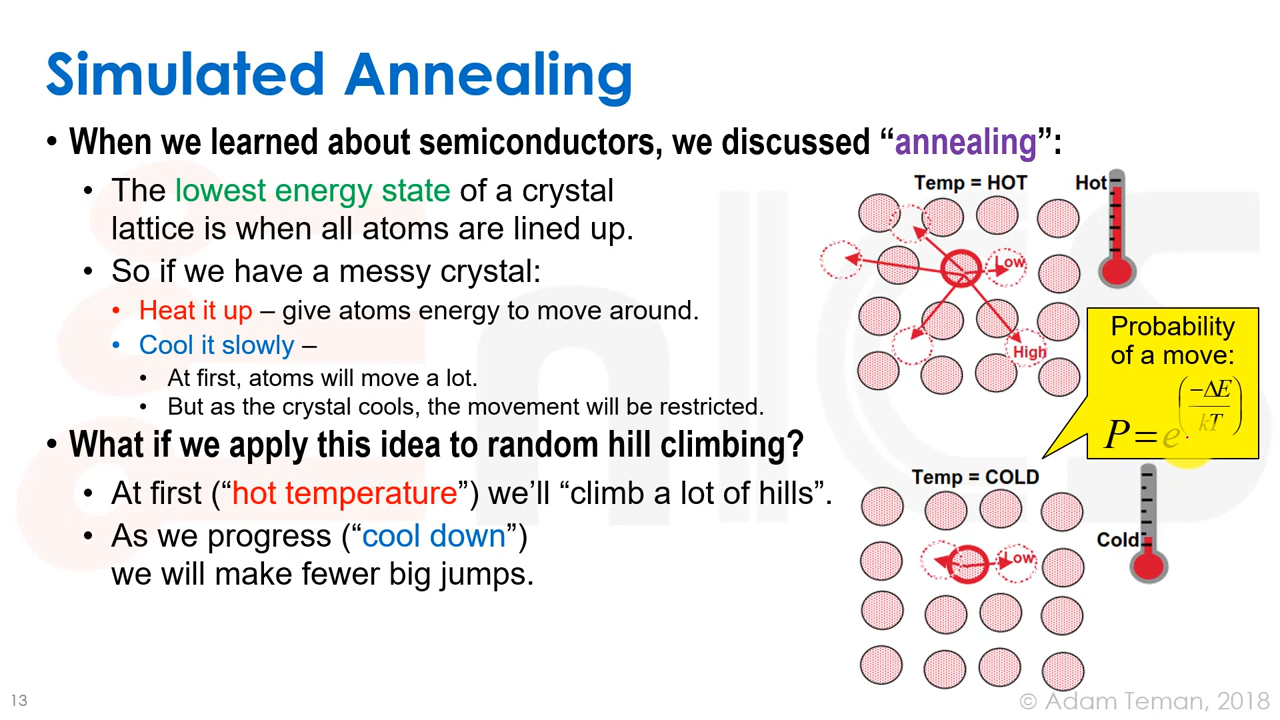 Simulated Annealing
• When we learned about semiconductors, we discussed “annealing”:
• The lowest energy state of a crystal
lattice is when all atoms are lined up.
• So if we have a messy crystal:
• Heat it up – give atoms energy to move around.
• Cool it slowly –
• At first, atoms will move a lot.
• But as the crystal cools, the movement will be restricted.
• What if we apply this idea to random hill climbing?
• At first (“hot temperature”) we’ll “climb a lot of hills”.
• As we progress (“cool down”)
we will make fewer big jumps.
Temp = HOT
Hot
Low
High
Probability
of a move:
P = e^(−ΔE/kT)
Temp = COLD
Cold
Low
13
© Adam Teman, 2018